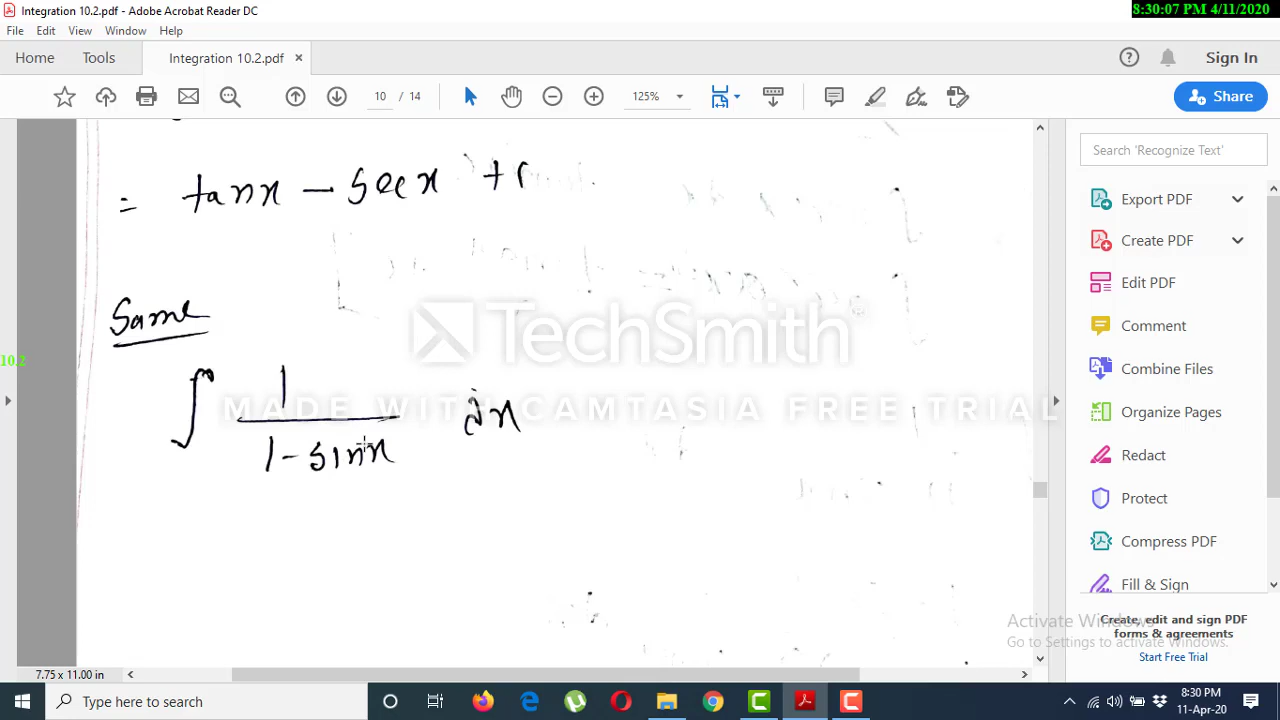 Integration 10.2.pdf - Adobe Acrobat Reader DC
8:30:07 PM 4/11/2020
File Edit View Window Help
Home Tools Integration 10.2.pdf × Sign In
10 / 14 125% Share
= tanx - secx + c
Same
∫ 1 / (1 - sinx) dx
10.2
TechSmith
MADE WITH CAMTASIA FREE TRIAL
Search 'Recognize Text'
Export PDF
Create PDF
Edit PDF
Comment
Combine Files
Organize Pages
Redact
Protect
Compress PDF
Fill & Sign
Activate Windows
Go to Settings to activate Windows.
Create, edit and sign PDF
forms & agreements
Start Free Trial
7.75 x 11.00 in
Type here to search
8:30 PM
11-Apr-20